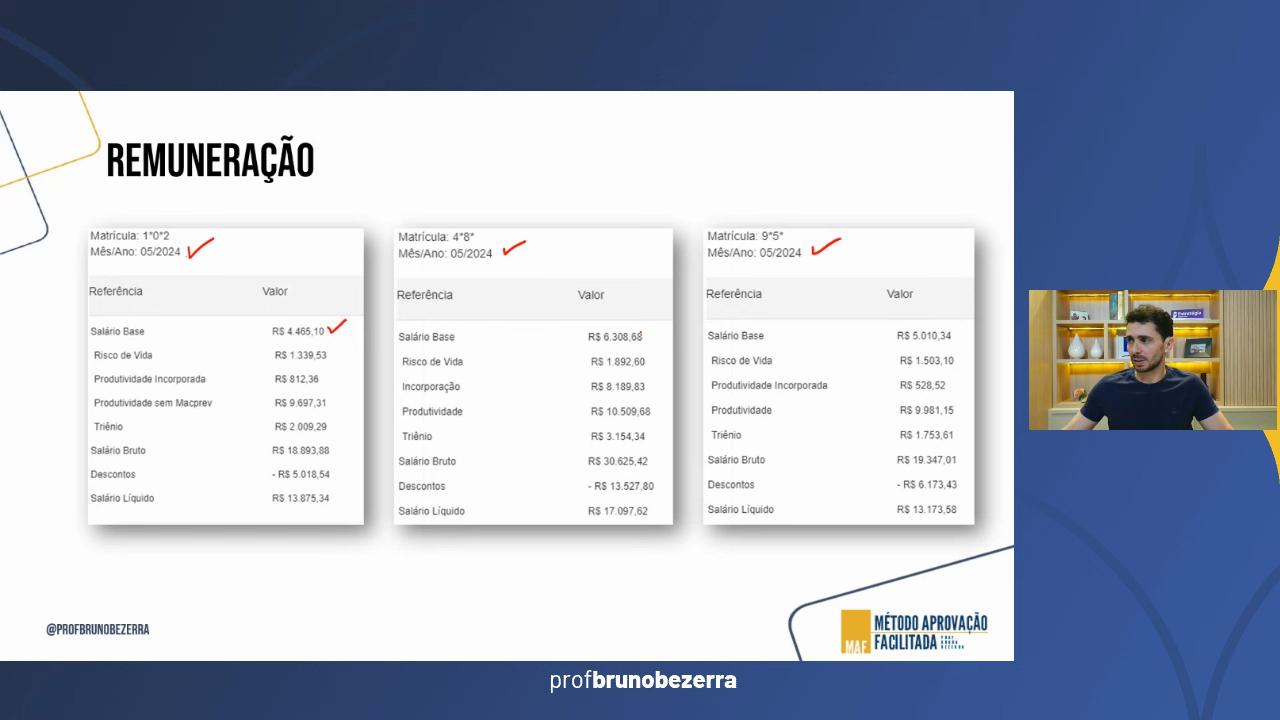 REMUNERAÇÃO
Matrícula: 1*0*2
Mês/Ano: 05/2024
Referência Valor
Salário Base R$ 4.465,10
Risco de Vida R$ 1.339,53
Produtividade Incorporada R$ 812,36
Produtividade sem Macprev R$ 9.697,31
Triênio R$ 2.009,29
Salário Bruto R$ 18.893,88
Descontos - R$ 5.018,54
Salário Líquido R$ 13.875,34
Matrícula: 4*8*
Mês/Ano: 05/2024
Referência Valor
Salário Base R$ 6.308,68
Risco de Vida R$ 1.892,60
Incorporação R$ 8.189,83
Produtividade R$ 10.509,68
Triênio R$ 3.154,34
Salário Bruto R$ 30.625,42
Descontos - R$ 13.527,80
Salário Líquido R$ 17.097,62
Matrícula: 9*5*
Mês/Ano: 05/2024
Referência Valor
Salário Base R$ 5.010,34
Risco de Vida R$ 1.503,10
Produtividade Incorporada R$ 528,52
Produtividade R$ 9.981,15
Triênio R$ 1.753,61
Salário Bruto R$ 19.347,01
Descontos - R$ 6.173,43
Salário Líquido R$ 13.173,58
@PROFBRUNOBEZERRA
MAF
MÉTODO APROVAÇÃO
FACILITADA PROF BRUNO BEZERRA
Estratégia
profbrunobezerra